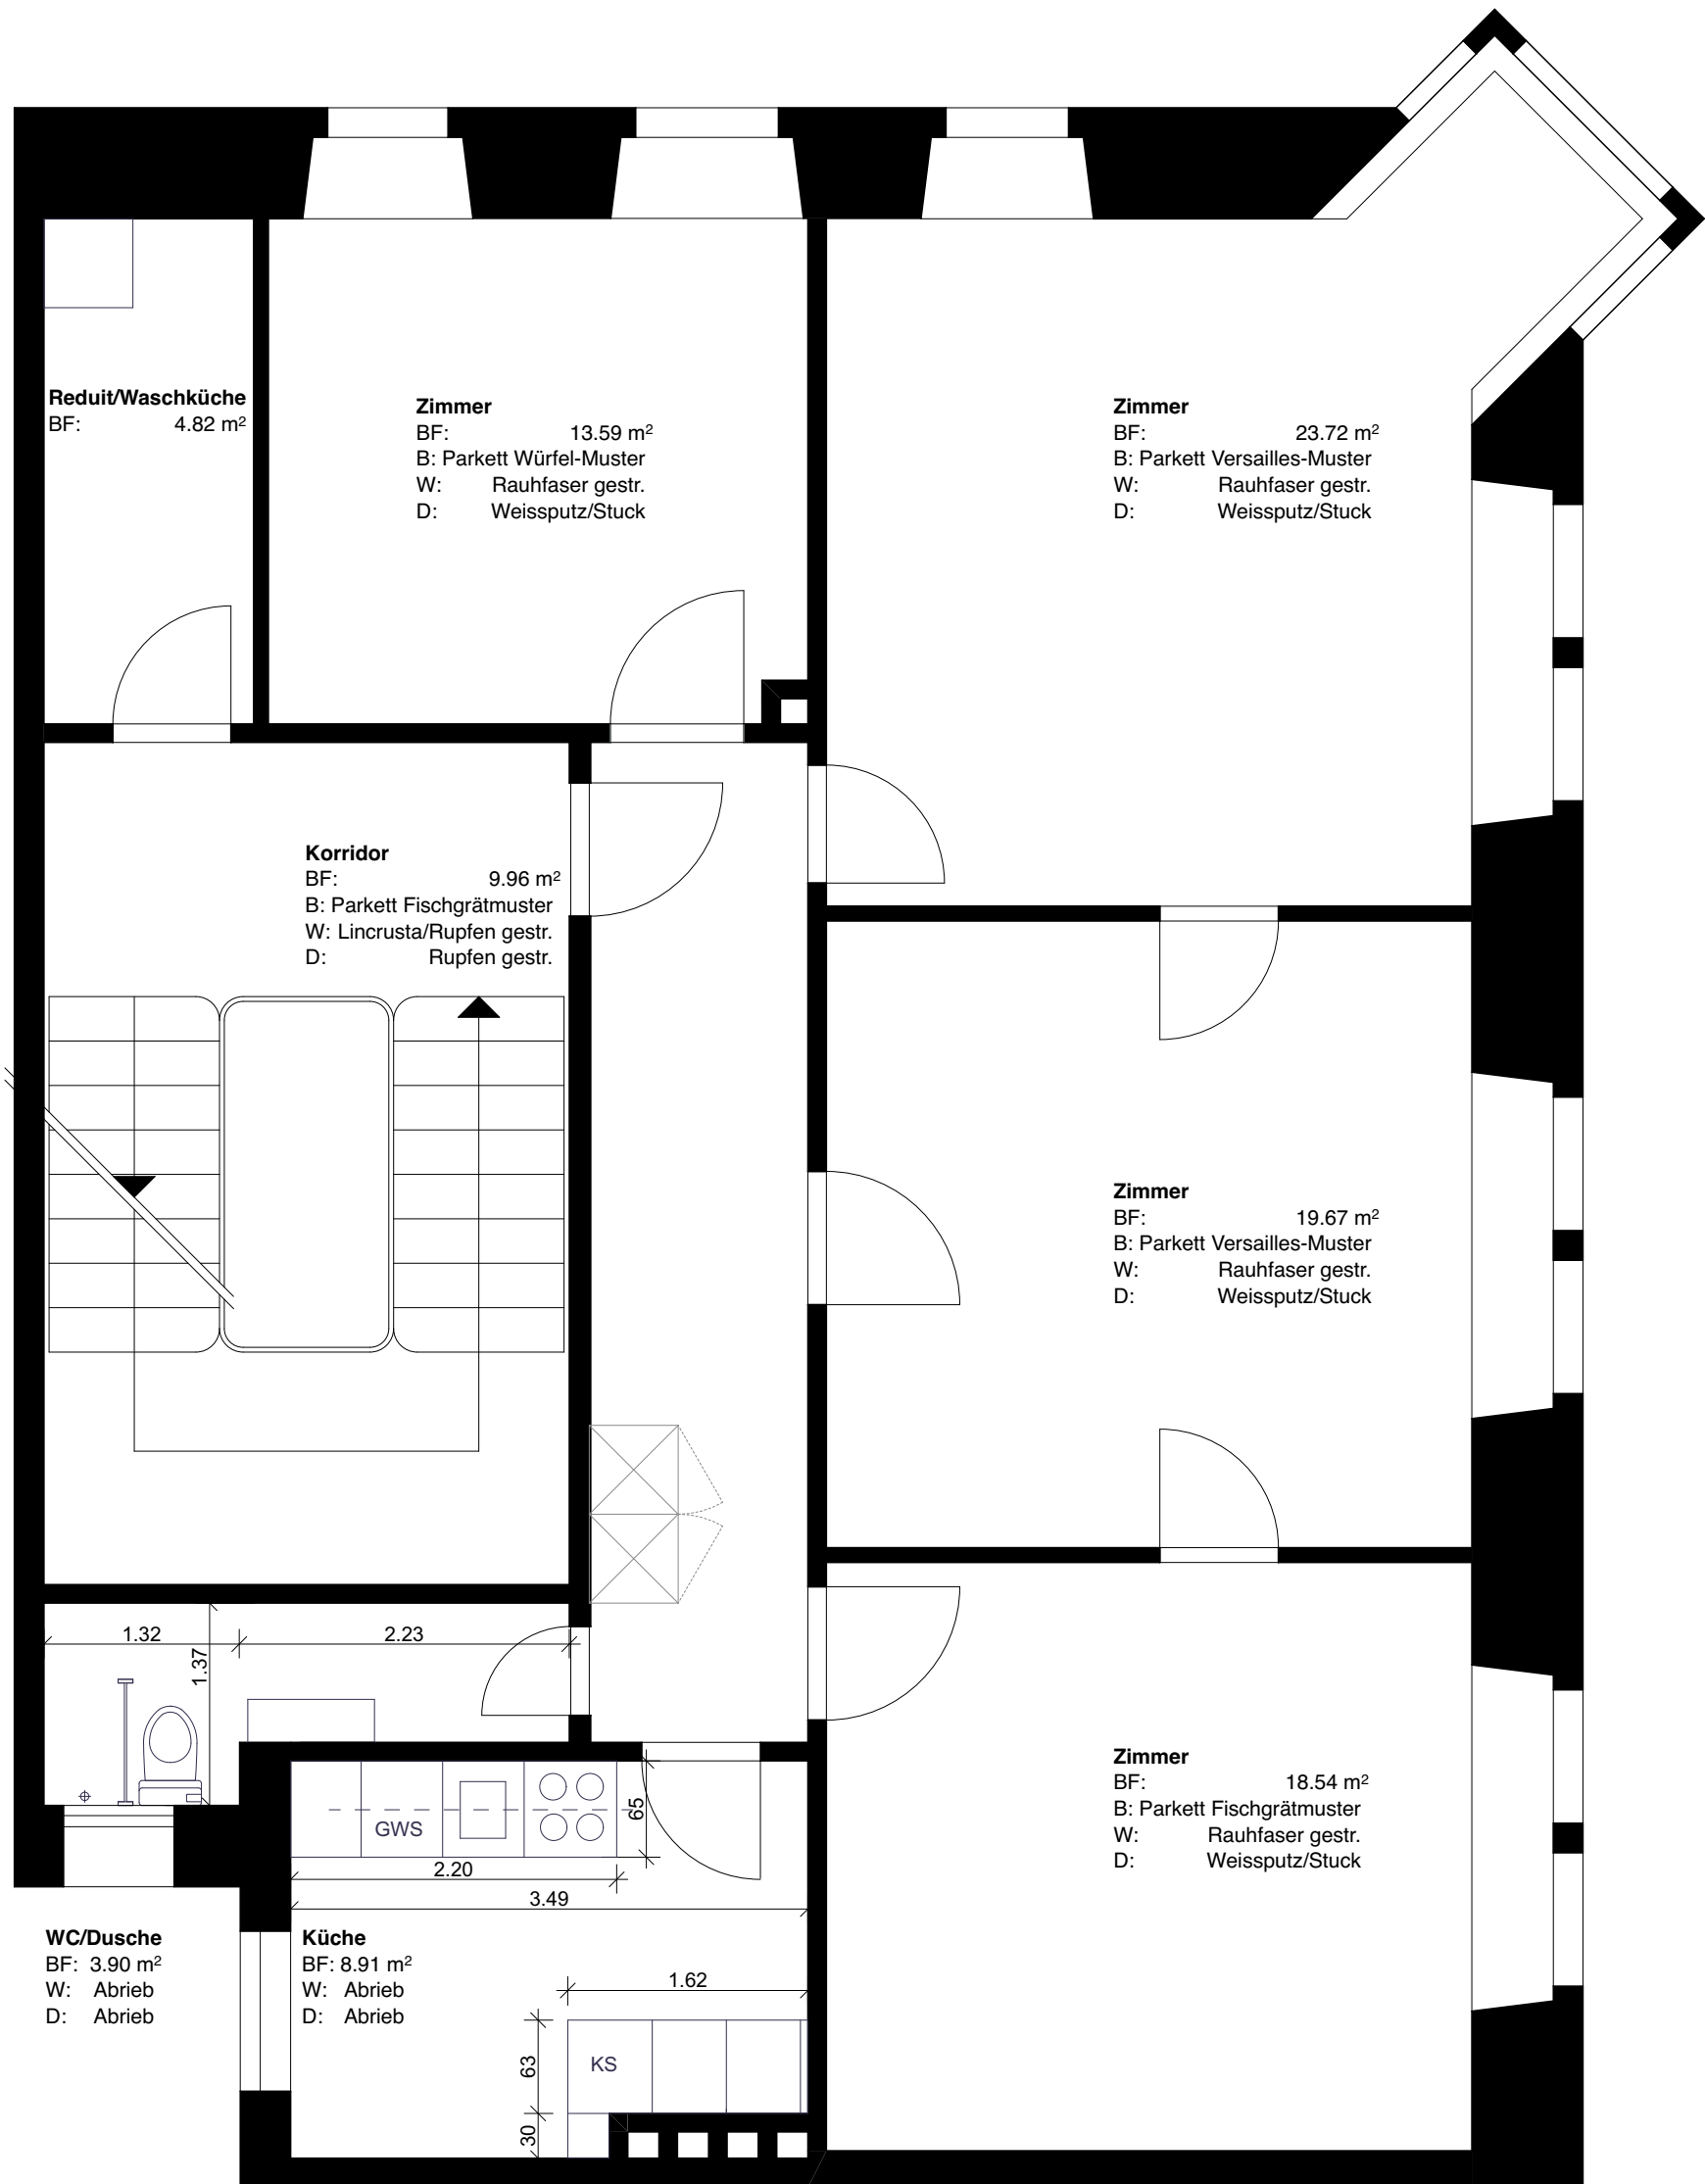 Reduit/Waschküche
BF: 4.82 m²
Zimmer
BF: 13.59 m²
B: Parkett Würfel-Muster
W: Rauhfaser gestr.
D: Weissputz/Stuck
Zimmer
BF: 23.72 m²
B: Parkett Versailles-Muster
W: Rauhfaser gestr.
D: Weissputz/Stuck
Korridor
BF: 9.96 m²
B: Parkett Fischgrätmuster
W: Lincrusta/Rupfen gestr.
D: Rupfen gestr.
Zimmer
BF: 19.67 m²
B: Parkett Versailles-Muster
W: Rauhfaser gestr.
D: Weissputz/Stuck
1.32
2.23
1.37
Zimmer
BF: 18.54 m²
B: Parkett Fischgrätmuster
W: Rauhfaser gestr.
D: Weissputz/Stuck
GWS
65
2.20
3.49
WC/Dusche
BF: 3.90 m²
W: Abrieb
D: Abrieb
Küche
BF: 8.91 m²
W: Abrieb
D: Abrieb
1.62
63
KS
30